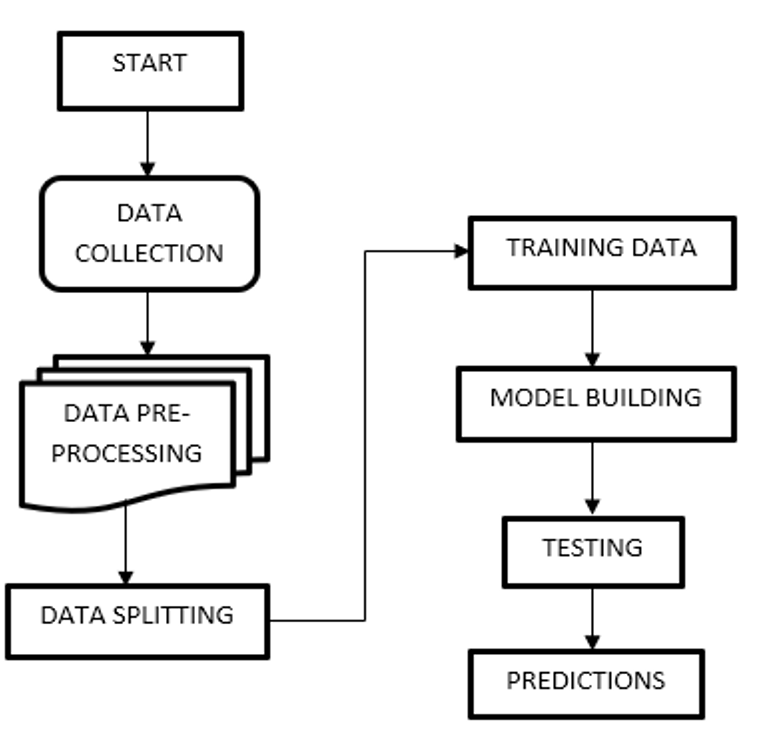 START
DATA
COLLECTION
DATA PRE-
PROCESSING
DATA SPLITTING
TRAINING DATA
MODEL BUILDING
TESTING
PREDICTIONS